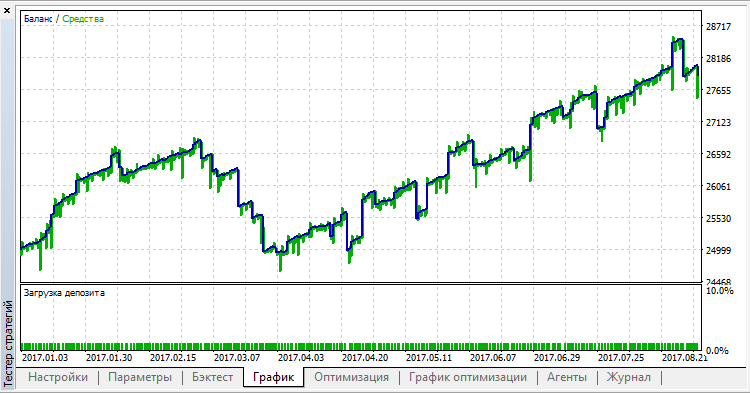 Баланс / Средства
28717
28186
27655
27123
26592
26061
25530
24999
24468
Загрузка депозита
10.0%
0.0%
2017.01.03 2017.01.30 2017.02.15 2017.03.07 2017.04.03 2017.04.20 2017.05.11 2017.06.07 2017.06.29 2017.07.25 2017.08.21
Тестер стратегий
Настройки Параметры Бэктест График Оптимизация График оптимизации Агенты Журнал